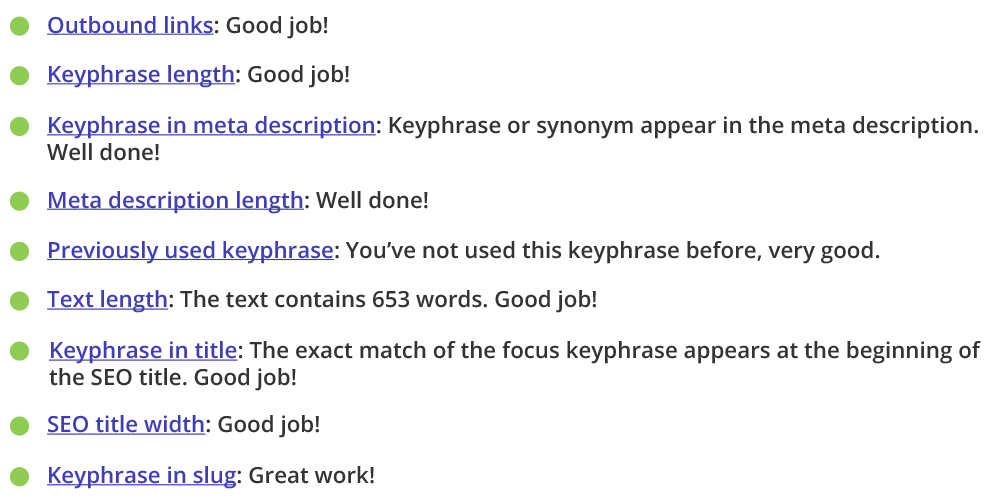 Outbound links: Good job!
Keyphrase length: Good job!
Keyphrase in meta description: Keyphrase or synonym appear in the meta description.
Well done!
Meta description length: Well done!
Previously used keyphrase: You’ve not used this keyphrase before, very good.
Text length: The text contains 653 words. Good job!
Keyphrase in title: The exact match of the focus keyphrase appears at the beginning of
the SEO title. Good job!
SEO title width: Good job!
Keyphrase in slug: Great work!